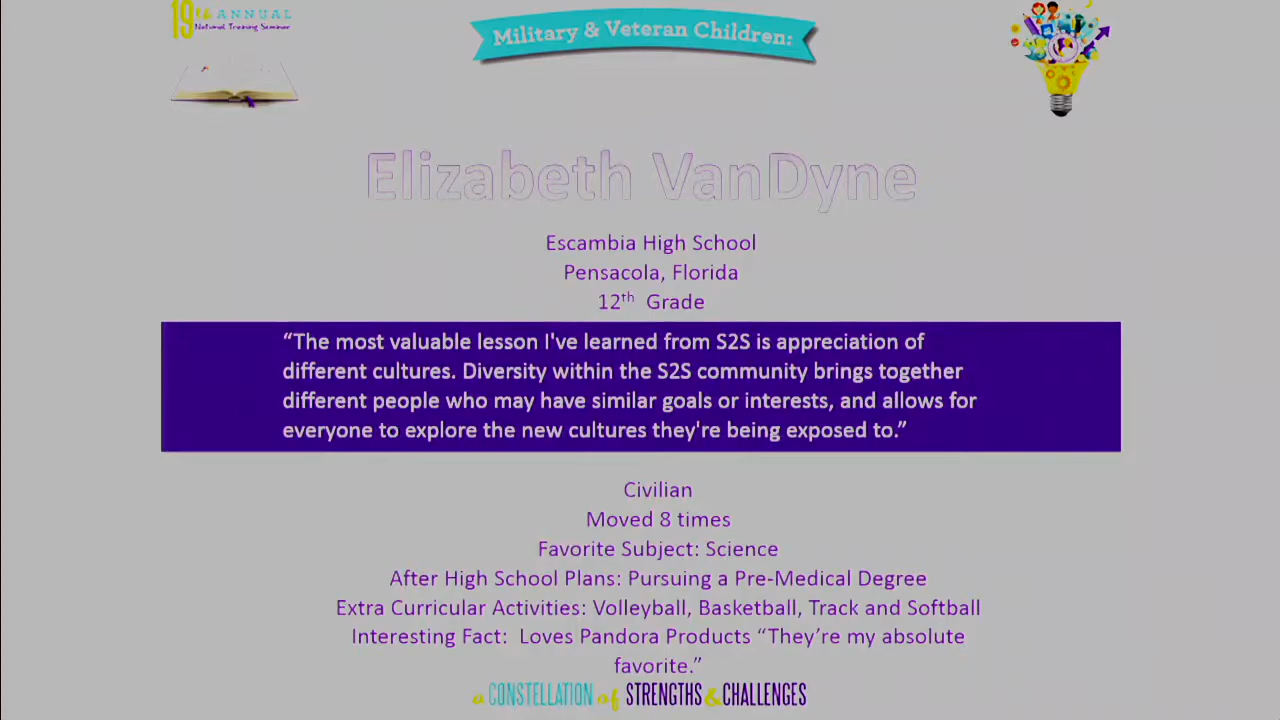 19th ANNUAL
National Training Seminar
Military & Veteran Children:
Elizabeth VanDyne
Escambia High School
Pensacola, Florida
12th Grade
“The most valuable lesson I've learned from S2S is appreciation of
different cultures. Diversity within the S2S community brings together
different people who may have similar goals or interests, and allows for
everyone to explore the new cultures they're being exposed to.”
Civilian
Moved 8 times
Favorite Subject: Science
After High School Plans: Pursuing a Pre-Medical Degree
Extra Curricular Activities: Volleyball, Basketball, Track and Softball
Interesting Fact: Loves Pandora Products “They’re my absolute
favorite.”
a CONSTELLATION of STRENGTHS & CHALLENGES